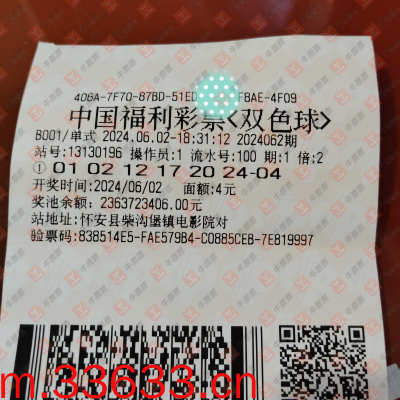 406A-7F70-87BD-51ED FBAE-4F09
中国福利彩票<双色球>
B001/单式 2024.06.02-18:31:12 2024062期
站号:13130196 操作员:1 流水号:100 期:1 倍:2
① 01 02 12 17 20 24-04
开奖时间:2024/06/02 面额:4元
奖池余额: 2363723406.00元
站地址:怀安县柴沟堡镇电影院对
验票码:838514E5-FAE579B4-C0885CEB-7E819997
m.33633.cn